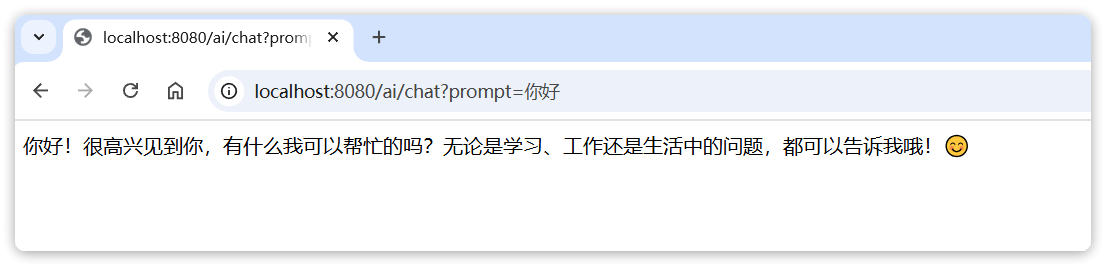 localhost:8080/ai/chat?prom
localhost:8080/ai/chat?prompt=你好
你好！很高兴见到你，有什么我可以帮忙的吗？无论是学习、工作还是生活中的问题，都可以告诉我哦！😊